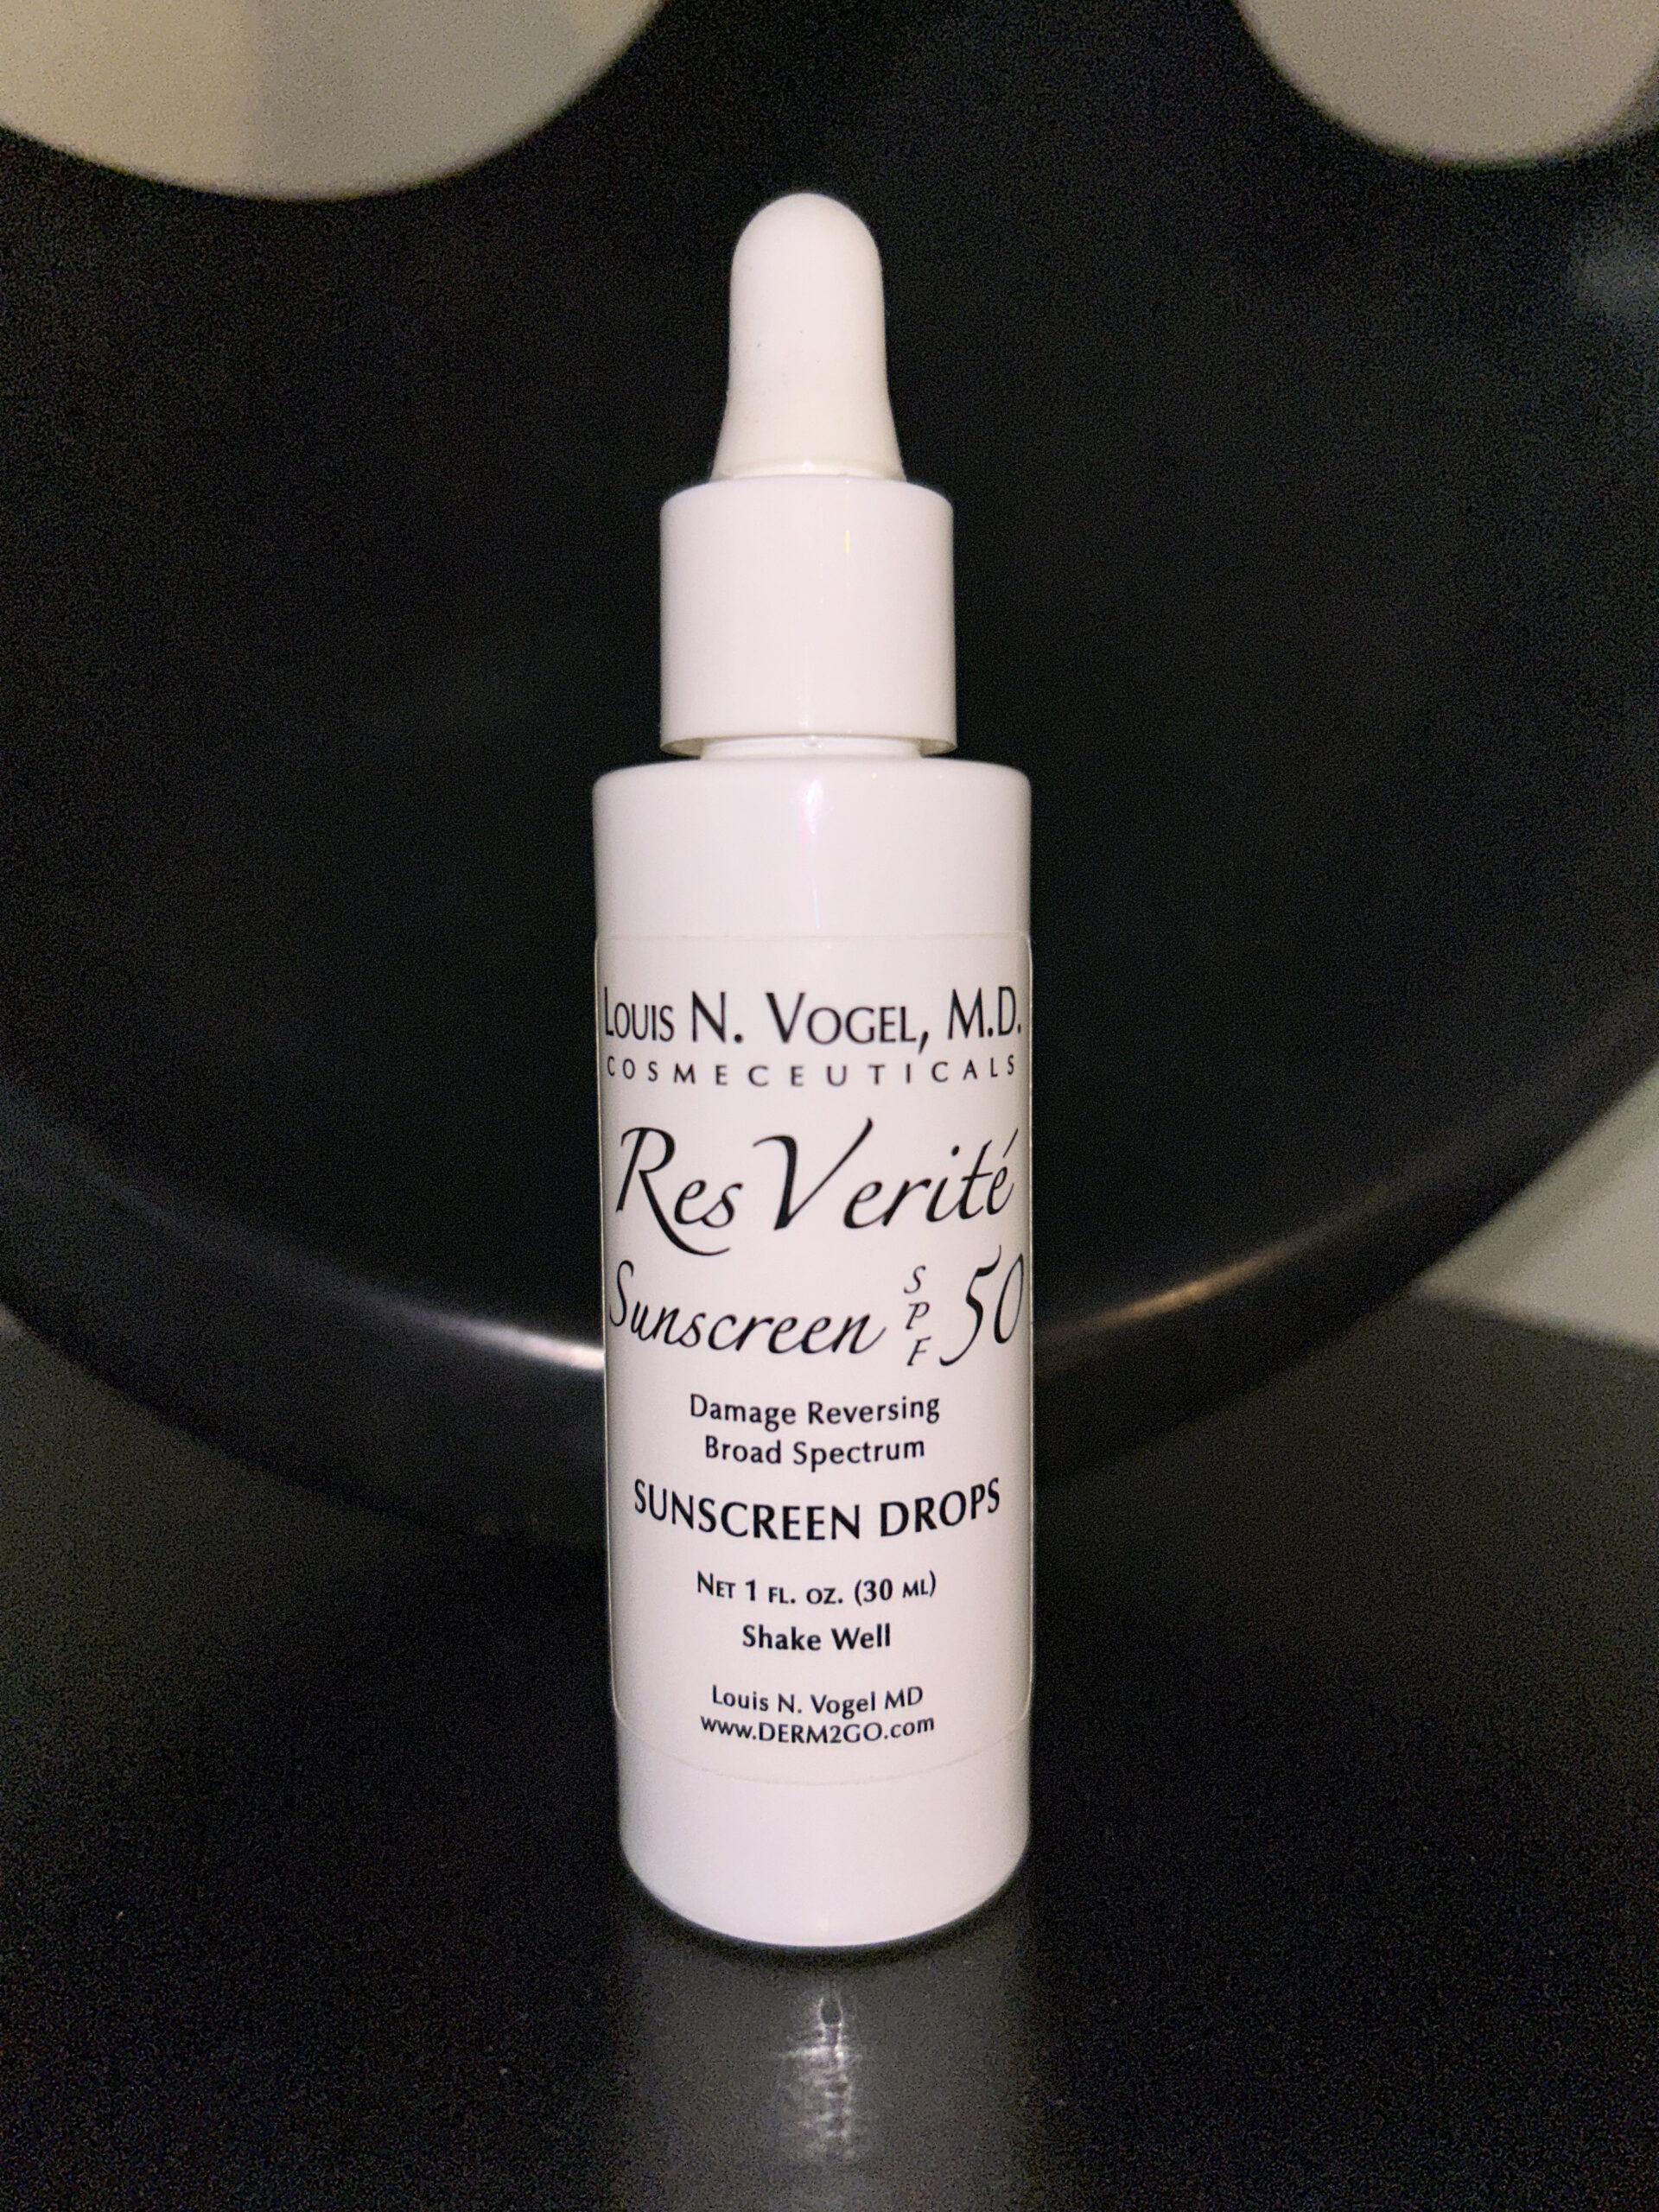 LOUIS N. VOGEL, M.D.
COSMECEUTICALS
Res Verité
Sunscreen SPF 50
Damage Reversing
Broad Spectrum
SUNSCREEN DROPS
NET 1 FL. OZ. (30 ML)
Shake Well
Louis N. Vogel MD
www.DERM2GO.com